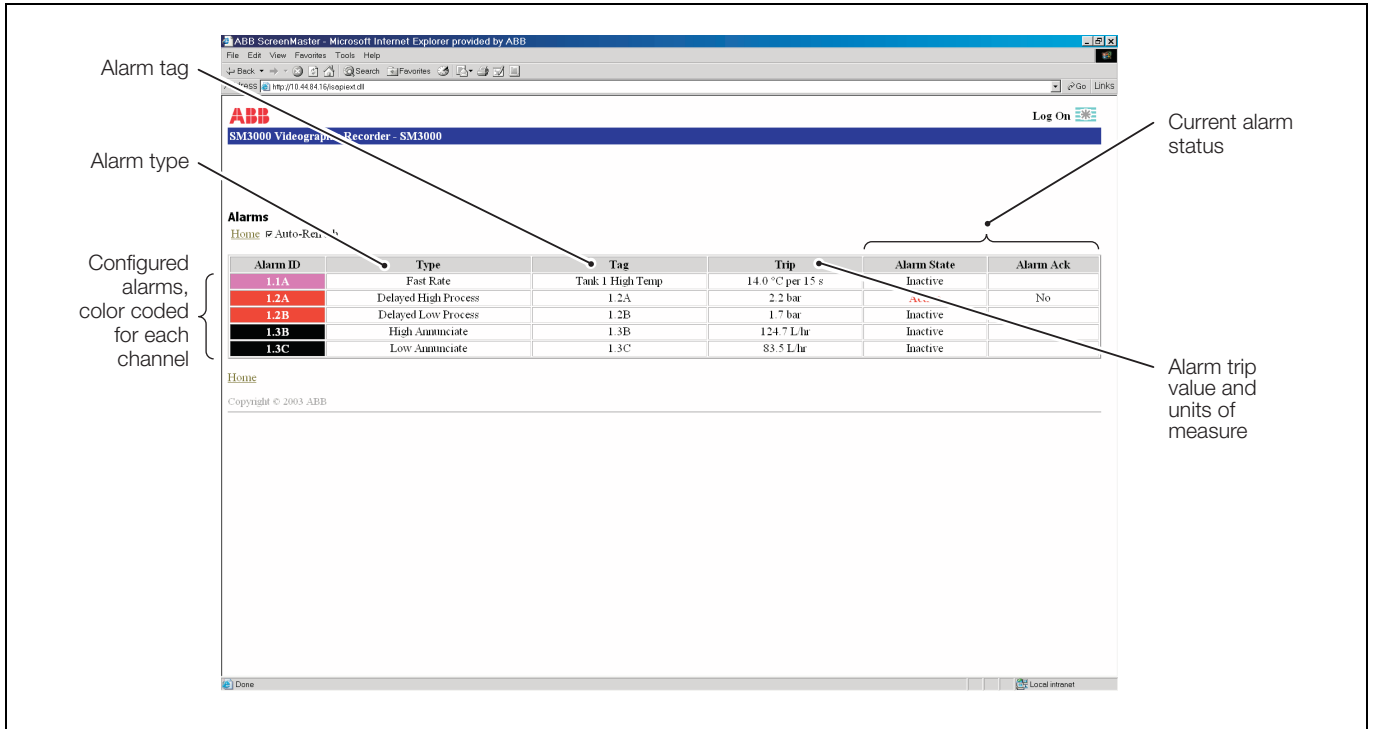 ABB ScreenMaster - Microsoft Internet Explorer provided by ABB
File Edit View Favorites Tools Help
Back Search Favorites
http://10.44.84.16/isapiext.dll Go Links
Alarm tag
ABB
Log On
SM3000 Recorder - SM3000
Current alarm
status
Alarm type
Alarms
Home
Configured
alarms,
color coded
for each
channel
Alarm ID Type Tag Trip Alarm State Alarm Ack
1.1A Fast Rate Tank 1 High Temp 14.0 °C per 15 s Inactive
1.2A Delayed High Process 1.2A 2.2 bar No
1.2B Delayed Low Process 1.2B 1.7 bar Inactive
1.3B High Annunciate 1.3B 124.7 L/hr Inactive
1.3C Low Annunciate 1.3C 83.5 L/hr Inactive
Alarm trip
value and
units of
measure
Home
Copyright © 2003 ABB
Done Local intranet